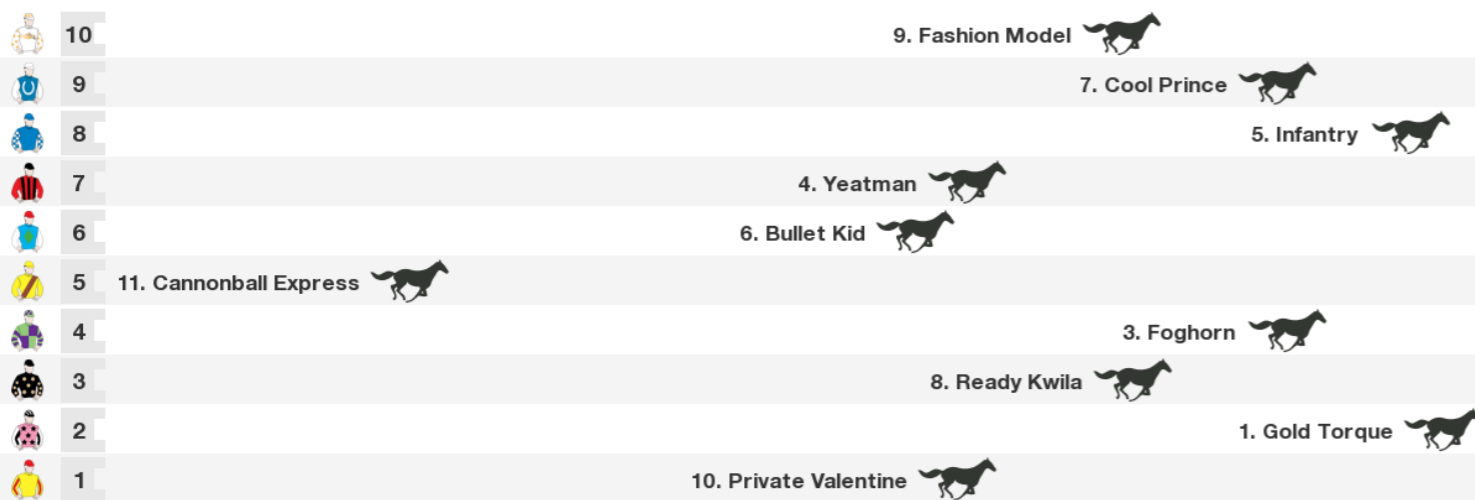 10 9. Fashion Model
9 7. Cool Prince
8 5. Infantry
7 4. Yeatman
6 6. Bullet Kid
5 11. Cannonball Express
4 3. Foghorn
3 8. Ready Kwila
2 1. Gold Torque
1 10. Private Valentine